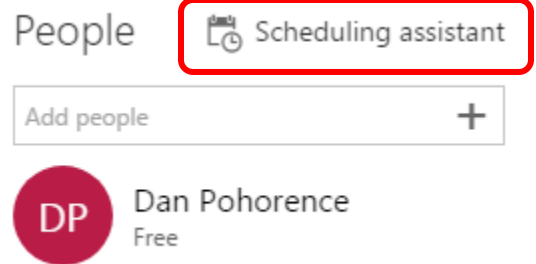 People
Scheduling assistant
Add people
DP
Dan Pohorence
Free